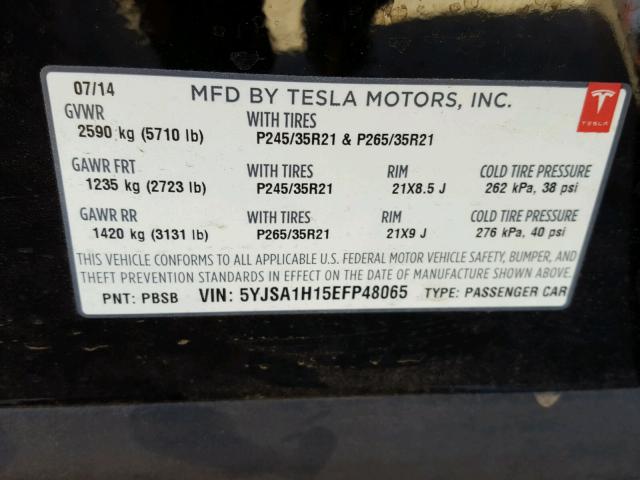 07/14 MFD BY TESLA MOTORS, INC.
TESLA
GVWR WITH TIRES
2590 kg (5710 lb) P245/35R21 & P265/35R21
GAWR FRT WITH TIRES RIM COLD TIRE PRESSURE
1235 kg (2723 lb) P245/35R21 21X8.5 J 262 kPa, 38 psi
GAWR RR WITH TIRES RIM COLD TIRE PRESSURE
1420 kg (3131 lb) P265/35R21 21X9 J 276 kPa, 40 psi
THIS VEHICLE CONFORMS TO ALL APPLICABLE U.S. FEDERAL MOTOR VEHICLE SAFETY, BUMPER, AND
THEFT PREVENTION STANDARDS IN EFFECT ON THE DATE OF MANUFACTURE SHOWN ABOVE.
PNT: PBSB VIN: 5YJSA1H15EFP48065 TYPE: PASSENGER CAR